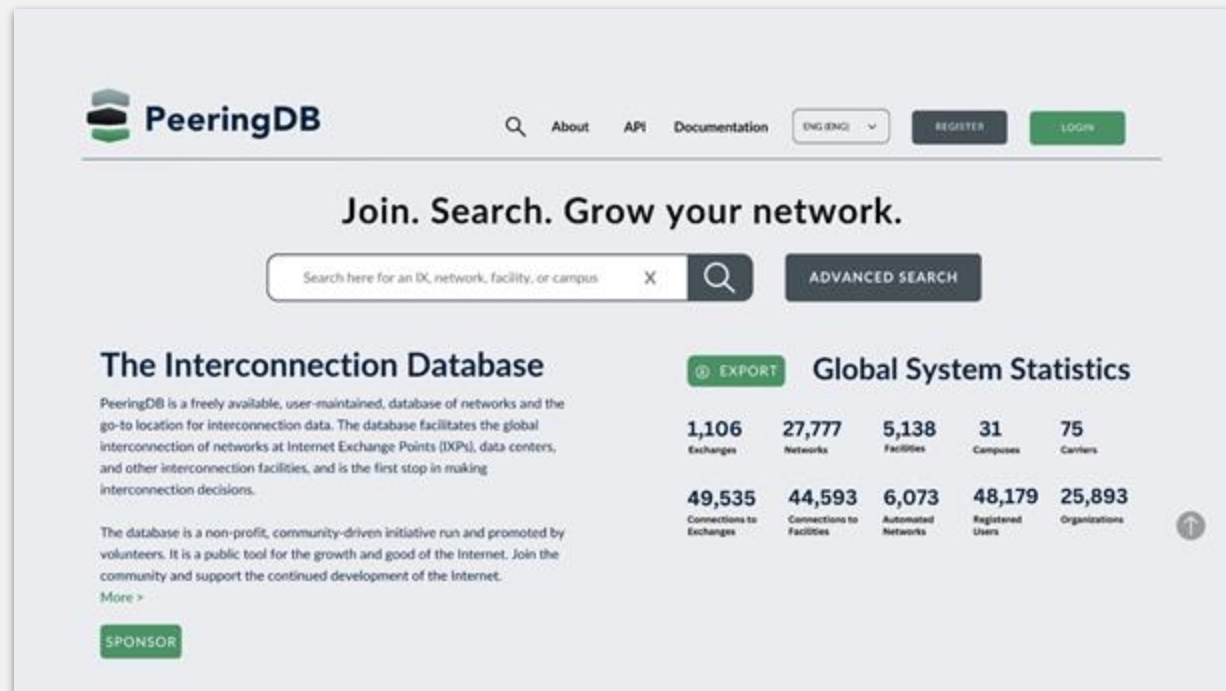 PeeringDB
About
API
Documentation
ENG (ENG)
REGISTER
LOGIN
Join. Search. Grow your network.
Search here for an IX, network, facility, or campus
X
ADVANCED SEARCH
The Interconnection Database
PeeringDB is a freely available, user-maintained, database of networks and the
go-to location for interconnection data. The database facilitates the global
interconnection of networks at Internet Exchange Points (IXPs), data centers,
and other interconnection facilities, and is the first stop in making
interconnection decisions.
The database is a non-profit, community-driven initiative run and promoted by
volunteers. It is a public tool for the growth and good of the Internet. Join the
community and support the continued development of the Internet.
More >
SPONSOR
EXPORT
Global System Statistics
1,106
Exchanges
27,777
Networks
5,138
Facilities
31
Campuses
75
Carriers
49,535
Connections to
Exchanges
44,593
Connections to
Facilities
6,073
Automated
Networks
48,179
Registered
Users
25,893
Organizations